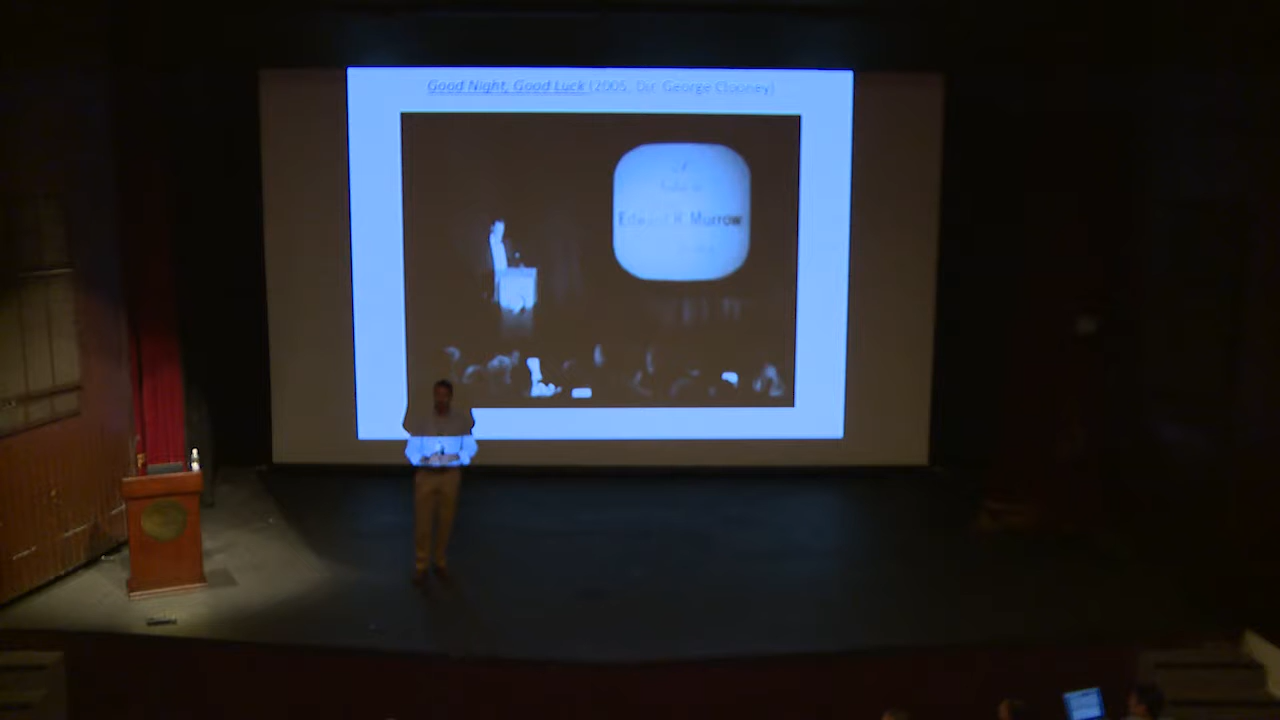 Good Night, Good Luck (2005, Dir. George Clooney)
Edward R. Murrow